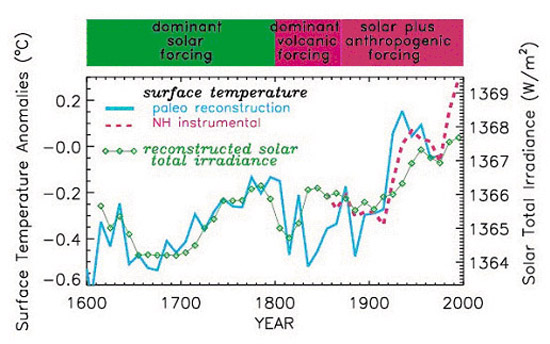 dominant
solar
forcing
dominant
volcanic
forcing
solar plus
anthropogenic
forcing
Surface Temperature Anomalies (°C)
0.2
-0.0
-0.2
-0.4
-0.6
surface temperature
paleo reconstruction
NH instrumental
reconstructed solar
total irradiance
1369
1368
1367
1366
1365
1364
Solar Total Irradiance (W/m²)
1600
1700
1800
1900
2000
YEAR